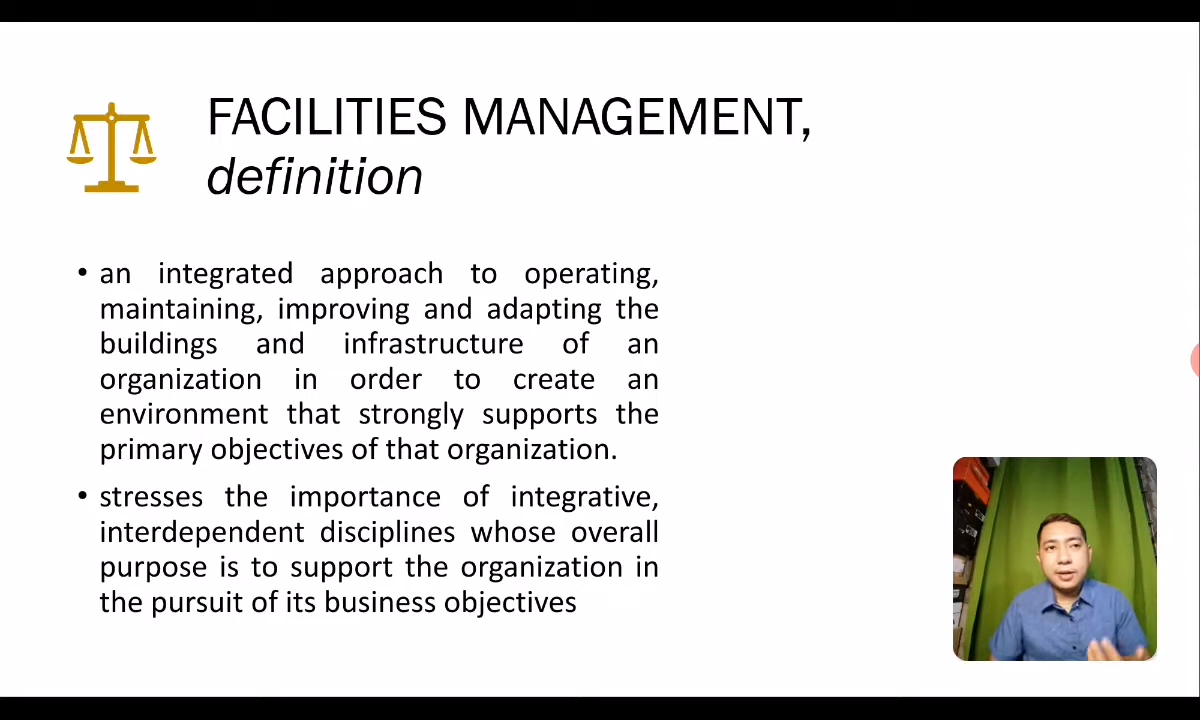 FACILITIES MANAGEMENT,
definition
• an integrated approach to operating,
maintaining, improving and adapting the
buildings and infrastructure of an
organization in order to create an
environment that strongly supports the
primary objectives of that organization.
• stresses the importance of integrative,
interdependent disciplines whose overall
purpose is to support the organization in
the pursuit of its business objectives